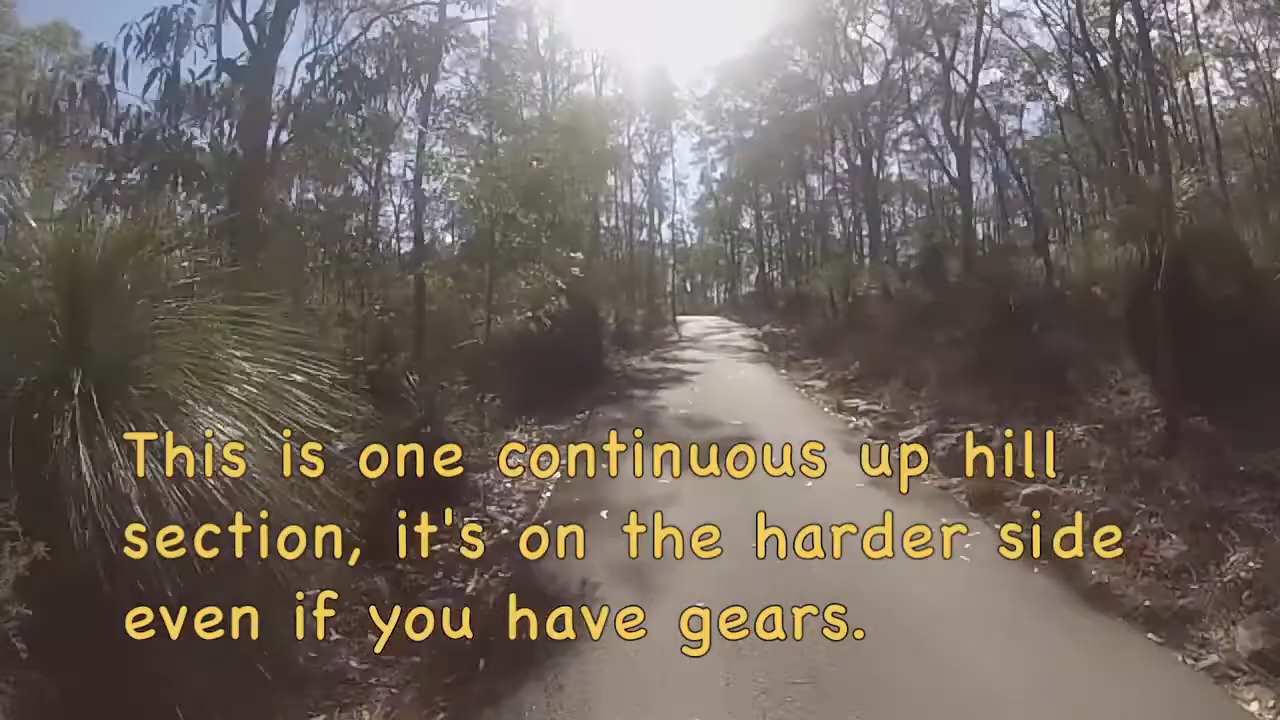 This is one continuous up hill
section, it's on the harder side
even if you have gears.